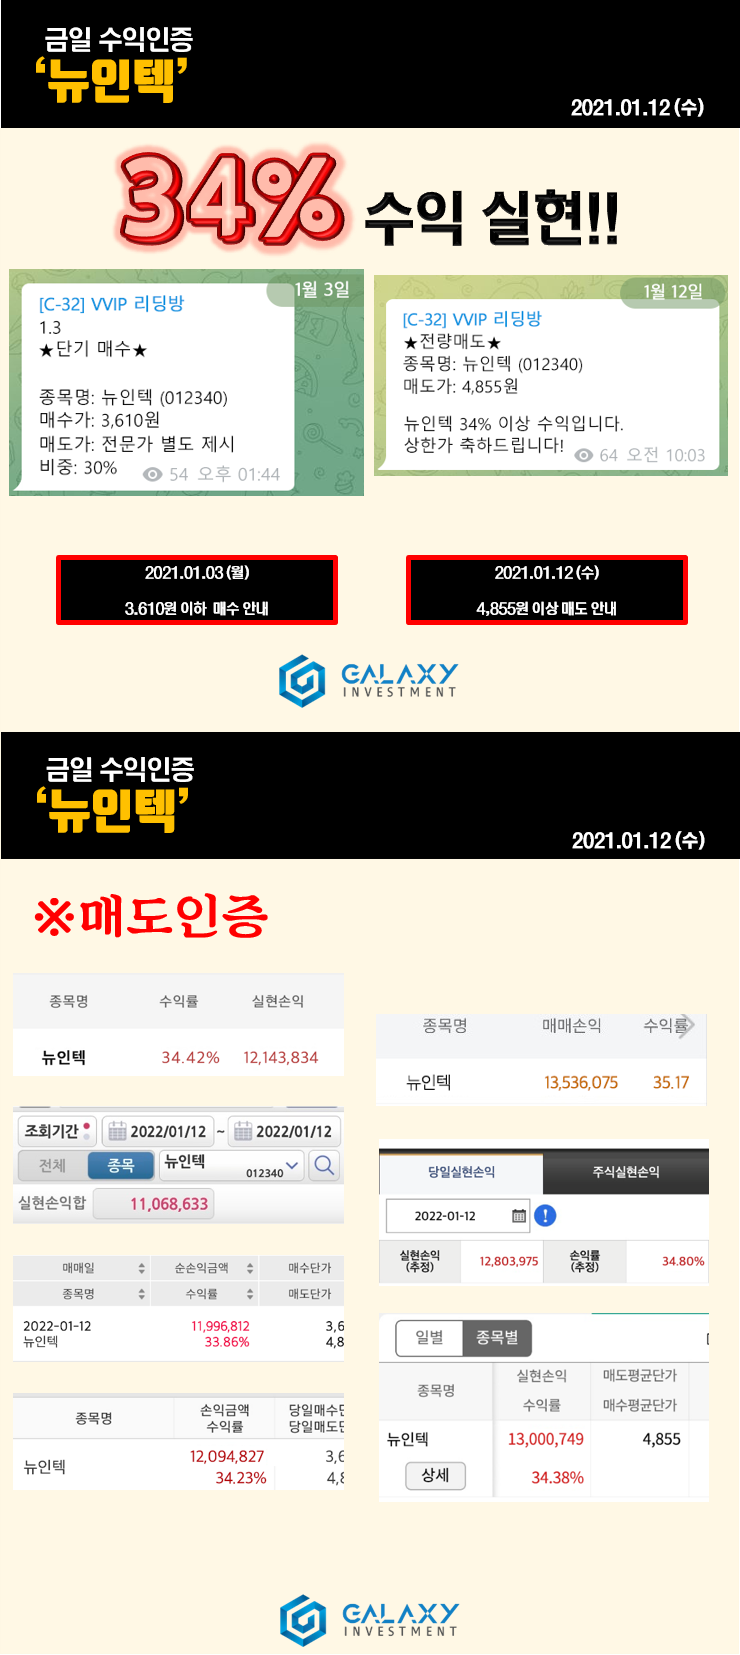 금일 수익인증
‘뉴인텍’
2021.01.12 (수)
34% 수익 실현!!
1월 3일
[C-32] VVIP 리딩방
1.3
★단기 매수★
종목명: 뉴인텍 (012340)
매수가: 3,610원
매도가: 전문가 별도 제시
비중: 30%
54 오후 01:44
1월 12일
[C-32] VVIP 리딩방
★전량매도★
종목명: 뉴인텍 (012340)
매도가: 4,855원
뉴인텍 34% 이상 수익입니다.
상한가 축하드립니다!
64 오전 10:03
2021.01.03 (월)
3.610원 이하 매수 안내
2021.01.12 (수)
4,855원 이상 매도 안내
GALAXY
INVESTMENT
금일 수익인증
‘뉴인텍’
2021.01.12 (수)
※매도인증
종목명 수익률 실현손익
뉴인텍 34.42% 12,143,834
조회기간 2022/01/12 ~ 2022/01/12
전체 종목 뉴인텍 012340
실현손익합 11,068,633
매매일 순손익금액 매수단가
종목명 수익률 매도단가
2022-01-12 11,996,812 3,6
뉴인텍 33.86% 4,8
종목명 손익금액 당일매수단
수익률 당일매도단
뉴인텍 12,094,827 3,6
34.23% 4,8
종목명 매매손익 수익률
뉴인텍 13,536,075 35.17
당일실현손익 주식실현손익
2022-01-12
실현손익 (추정) 12,803,975 손익률 (추정) 34.80%
일별 종목별
종목명 실현손익 매도평균단가
수익률 매수평균단가
뉴인텍 13,000,749 4,855
상세 34.38%
GALAXY
INVESTMENT